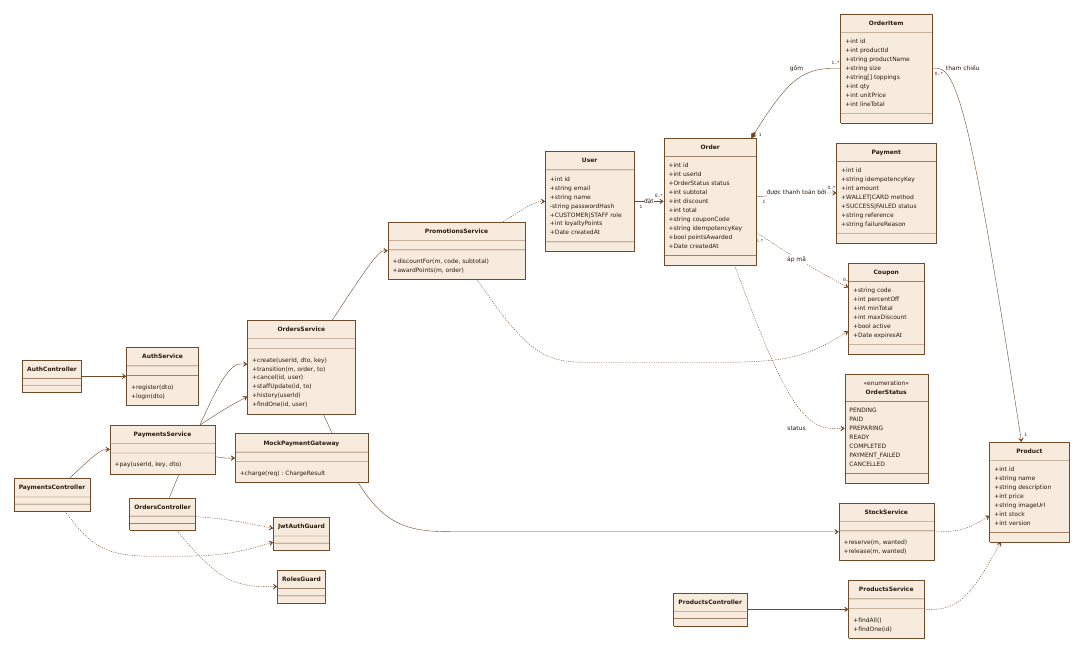 OrderItem
+int id
+int productId
+string productName
+string size
+string[] toppings
+int qty
+int unitPrice
+int lineTotal
gồm
1..*
1
tham chiếu
0..*
1
User
+int id
+string email
+string name
-string passwordHash
+CUSTOMER|STAFF role
+int loyaltyPoints
+Date createdAt
đặt
1
0..*
Order
+int id
+int userId
+OrderStatus status
+int subtotal
+int discount
+int total
+string couponCode
+string idempotencyKey
+bool pointsAwarded
+Date createdAt
được thanh toán bởi
1
0..*
Payment
+int id
+string idempotencyKey
+int amount
+WALLET|CARD method
+SUCCESS|FAILED status
+string reference
+string failureReason
áp mã
Coupon
+string code
+int percentOff
+int minTotal
+int maxDiscount
+bool active
+Date expiresAt
PromotionsService
+discountFor(m, code, subtotal)
+awardPoints(m, order)
OrdersService
+create(userId, dto, key)
+transition(m, order, to)
+cancel(id, user)
+staffUpdate(id, to)
+history(userId)
+findOne(id, user)
AuthController
AuthService
+register(dto)
+login(dto)
status
«enumeration»
OrderStatus
PENDING
PAID
PREPARING
READY
COMPLETED
PAYMENT_FAILED
CANCELLED
PaymentsService
+pay(userId, key, dto)
MockPaymentGateway
+charge(req) : ChargeResult
Product
+int id
+string name
+string description
+int price
+string imageUrl
+int stock
+int version
PaymentsController
OrdersController
JwtAuthGuard
RolesGuard
StockService
+reserve(m, wanted)
+release(m, wanted)
ProductsController
ProductsService
+findAll()
+findOne(id)